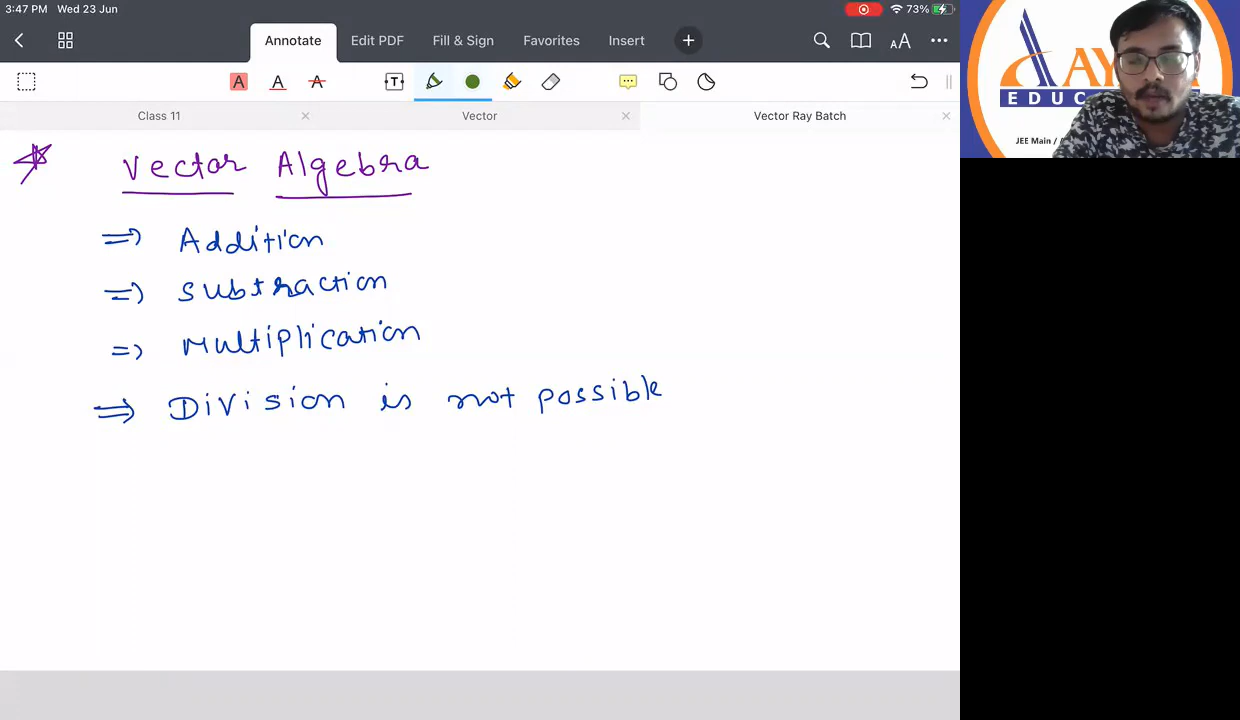 3:47 PM Wed 23 Jun
73%
Annotate Edit PDF Fill & Sign Favorites Insert
AA
A A A T
Class 11 Vector Vector Ray Batch
Vector Algebra
⇒ Addition
⇒ Subtraction
⇒ Multiplication
⇒ Division is not possible
JEE Main /